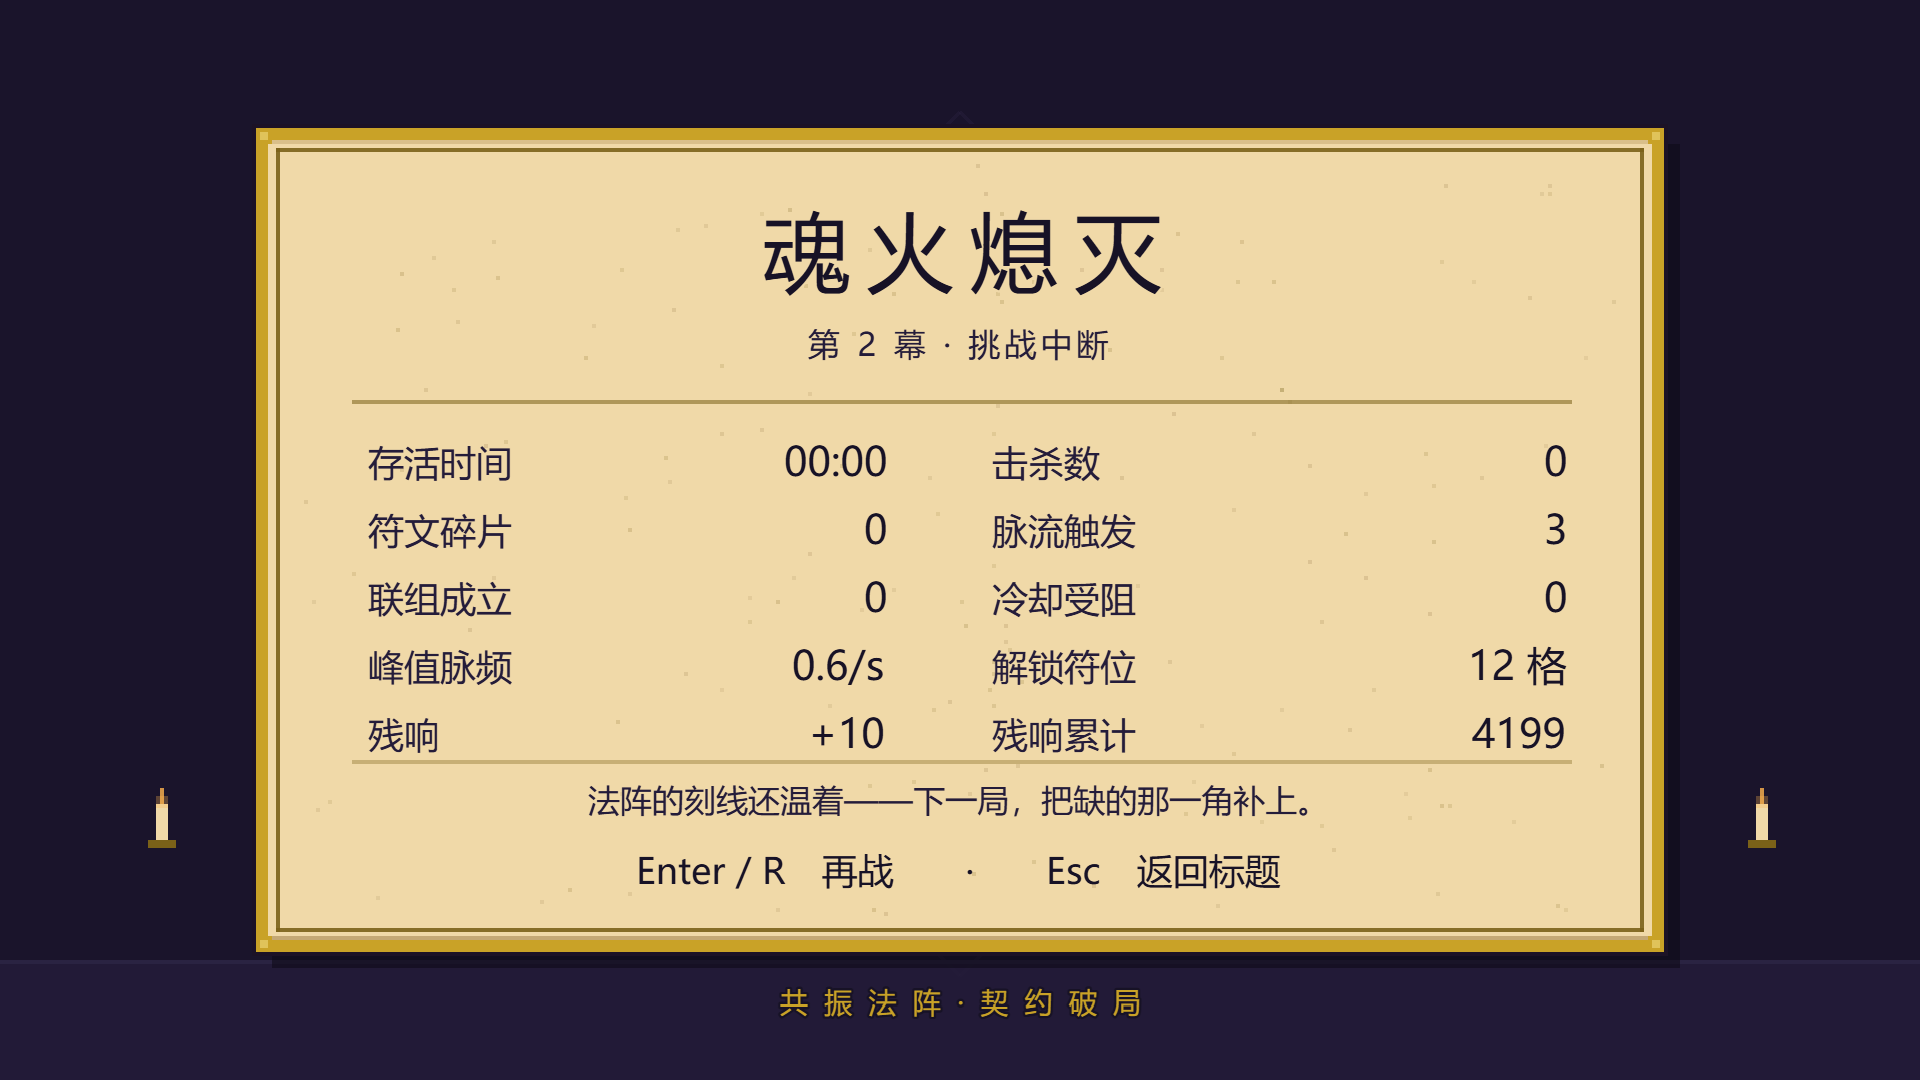 魂火熄灭
第 2 幕 · 挑战中断
存活时间 00:00 击杀数 0
符文碎片 0 脉流触发 3
联组成立 0 冷却受阻 0
峰值脉频 0.6/s 解锁符位 12 格
残响 +10 残响累计 4199
法阵的刻线还温着——下一局，把缺的那一角补上。
Enter / R 再战 · Esc 返回标题
共振法阵·契约破局